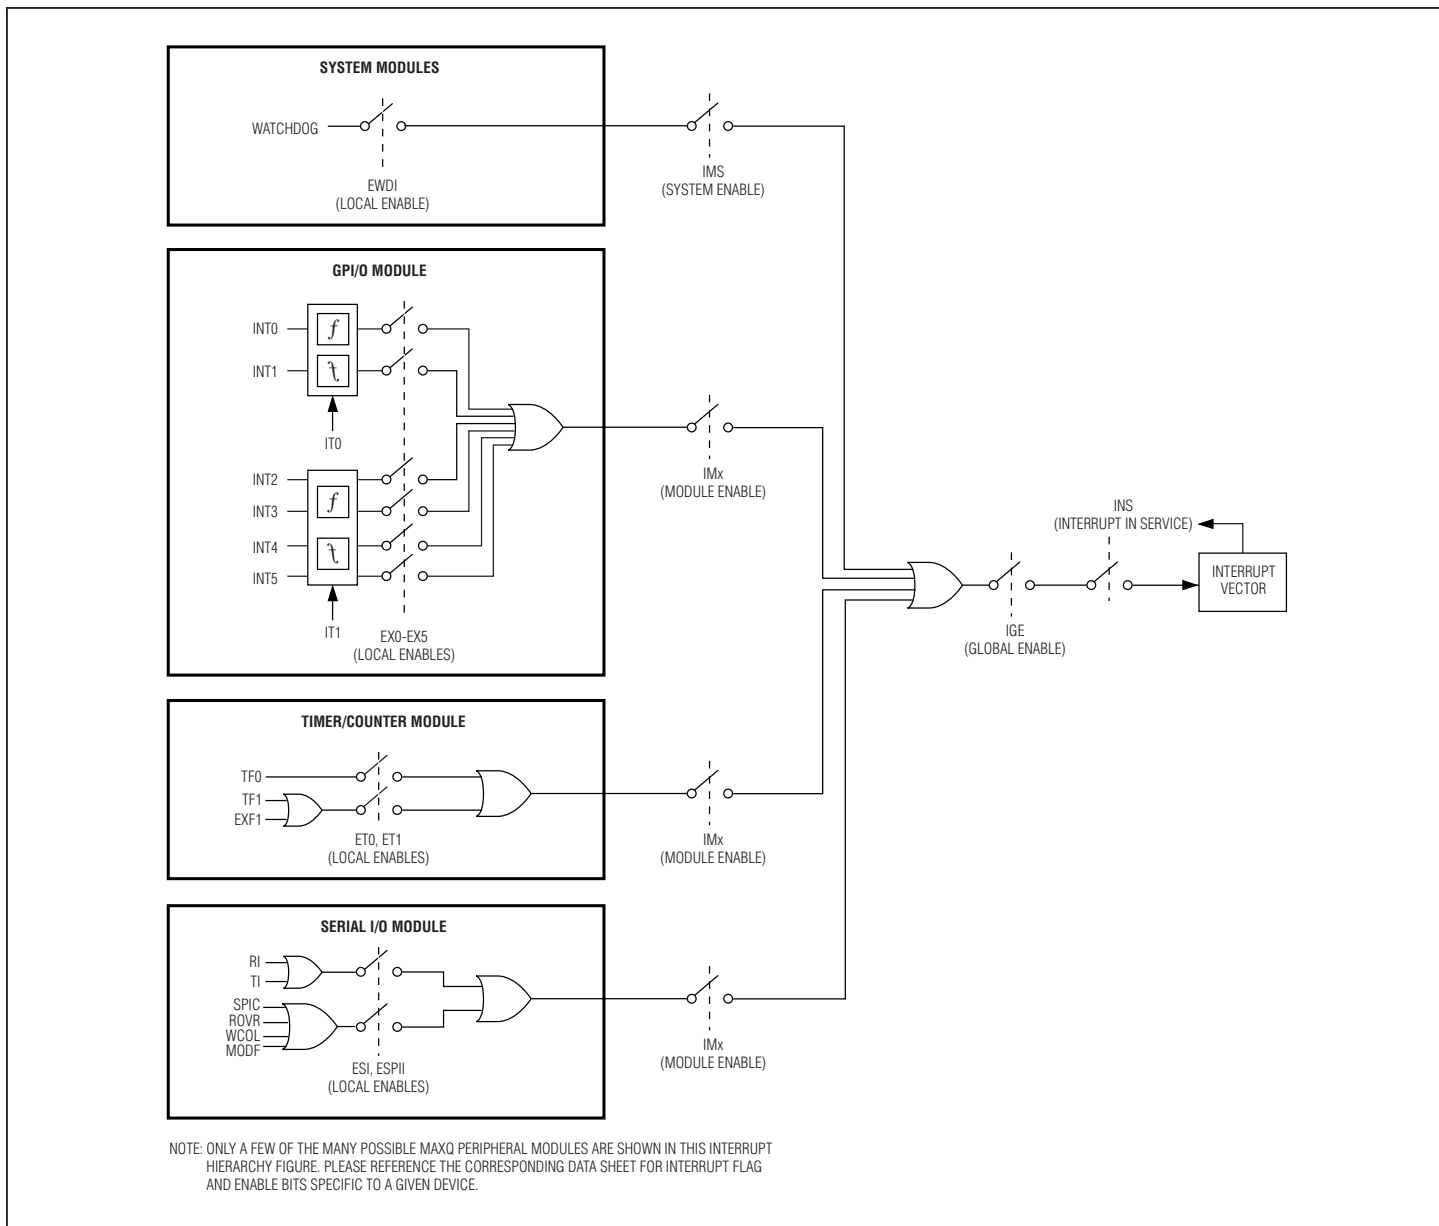 SYSTEM MODULES
WATCHDOG
EWDI
(LOCAL ENABLE)
IMS
(SYSTEM ENABLE)
GPI/O MODULE
INT0
INT1
IT0
INT2
INT3
INT4
INT5
IT1
EX0-EX5
(LOCAL ENABLES)
IMx
(MODULE ENABLE)
INS
(INTERRUPT IN SERVICE)
INTERRUPT
VECTOR
IGE
(GLOBAL ENABLE)
TIMER/COUNTER MODULE
TF0
TF1
EXF1
ET0, ET1
(LOCAL ENABLES)
IMx
(MODULE ENABLE)
SERIAL I/O MODULE
RI
TI
SPIC
ROVR
WCOL
MODF
ESI, ESPII
(LOCAL ENABLES)
IMx
(MODULE ENABLE)
NOTE: ONLY A FEW OF THE MANY POSSIBLE MAXQ PERIPHERAL MODULES ARE SHOWN IN THIS INTERRUPT
HIERARCHY FIGURE. PLEASE REFERENCE THE CORRESPONDING DATA SHEET FOR INTERRUPT FLAG
AND ENABLE BITS SPECIFIC TO A GIVEN DEVICE.